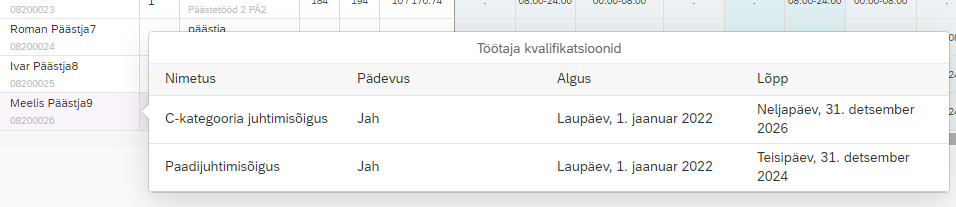 08200023
1
Päästetööd 2 PÄ2
184
194
10 / 170.74
08:00-24:00
00:00-08:00
08:00-24:00
00:00-08:00
Roman Päästja7
päästja
08200024
Ivar Päästja8
08200025
Meelis Päästja9
08200026
Töötaja kvalifikatsioonid
Nimetus Pädevus Algus Lõpp
C-kategooria juhtimisõigus Jah Laupäev, 1. jaanuar 2022 Neljapäev, 31. detsember
2026
Paadijuhtimisõigus Jah Laupäev, 1. jaanuar 2022 Teisipäev, 31. detsember
2024